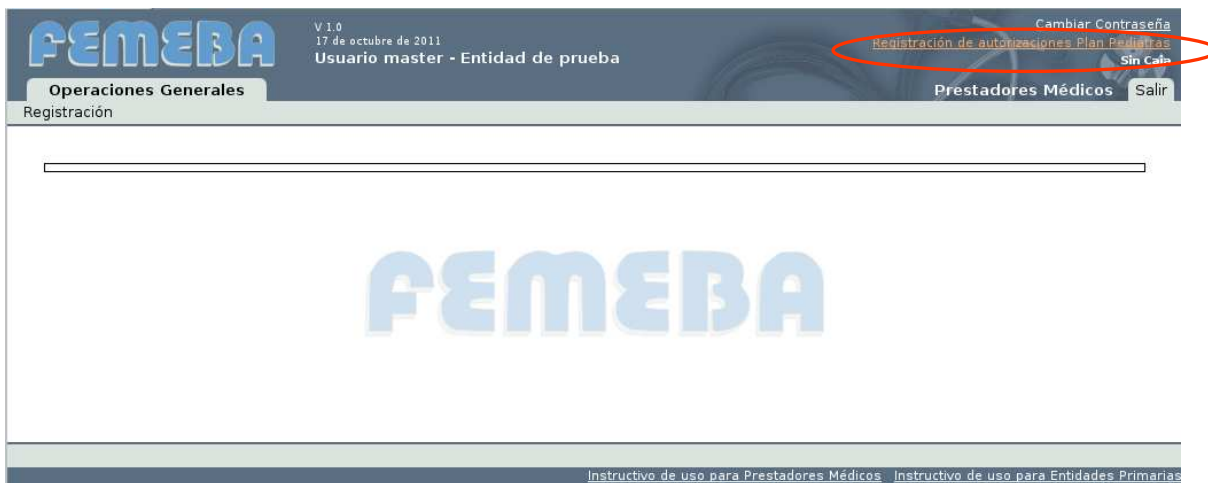 FEMEBA
V 1.0
17 de octubre de 2011
Usuario master - Entidad de prueba
Cambiar Contraseña
Registración de autorizaciones Plan Pediatras
Sin Caja
Operaciones Generales
Prestadores Médicos Salir
Registración
FEMEBA
Instructivo de uso para Prestadores Médicos Instructivo de uso para Entidades Primarias